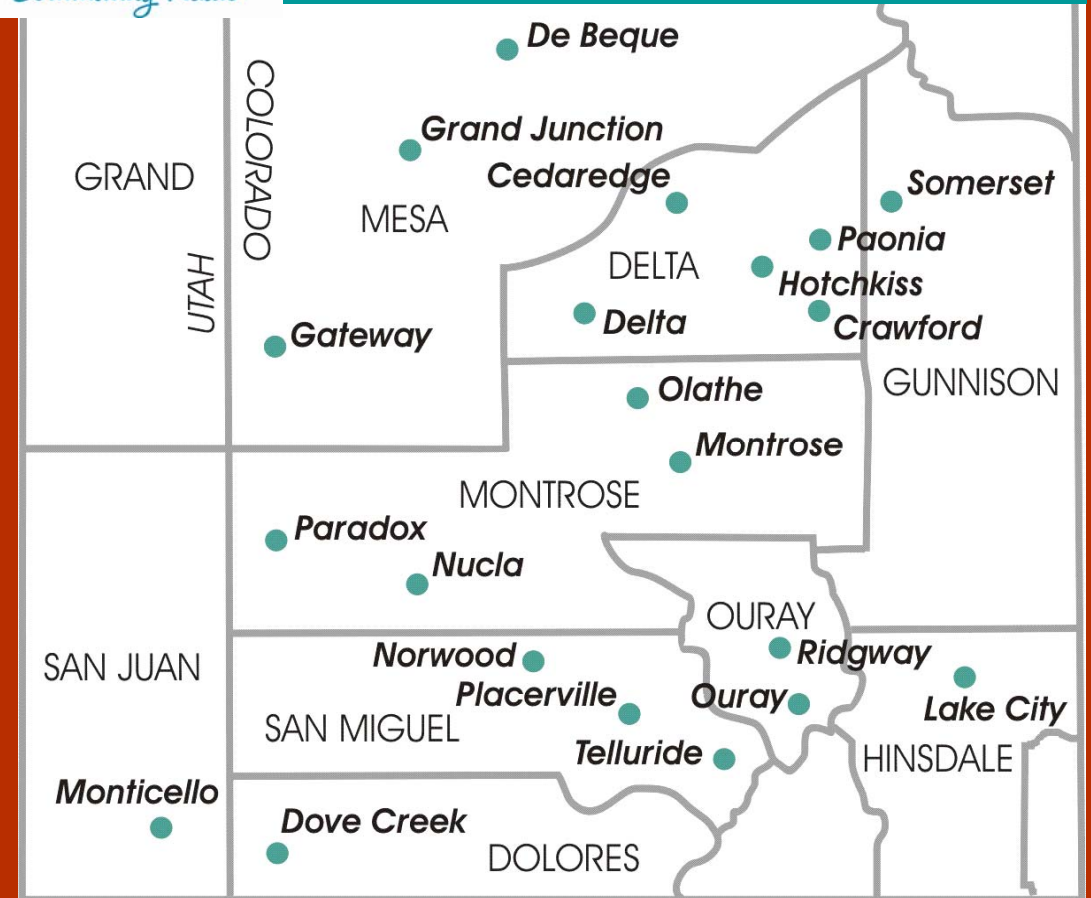 De Beque
COLORADO
Grand Junction
GRAND
Cedaredge
Somerset
MESA
Paonia
DELTA
Hotchkiss
UTAH
Delta
Crawford
Gateway
GUNNISON
Olathe
Montrose
MONTROSE
Paradox
Nucla
OURAY
Norwood
Ridgway
SAN JUAN
Placerville
Ouray
Lake City
SAN MIGUEL
Telluride
HINSDALE
Monticello
Dove Creek
DOLORES